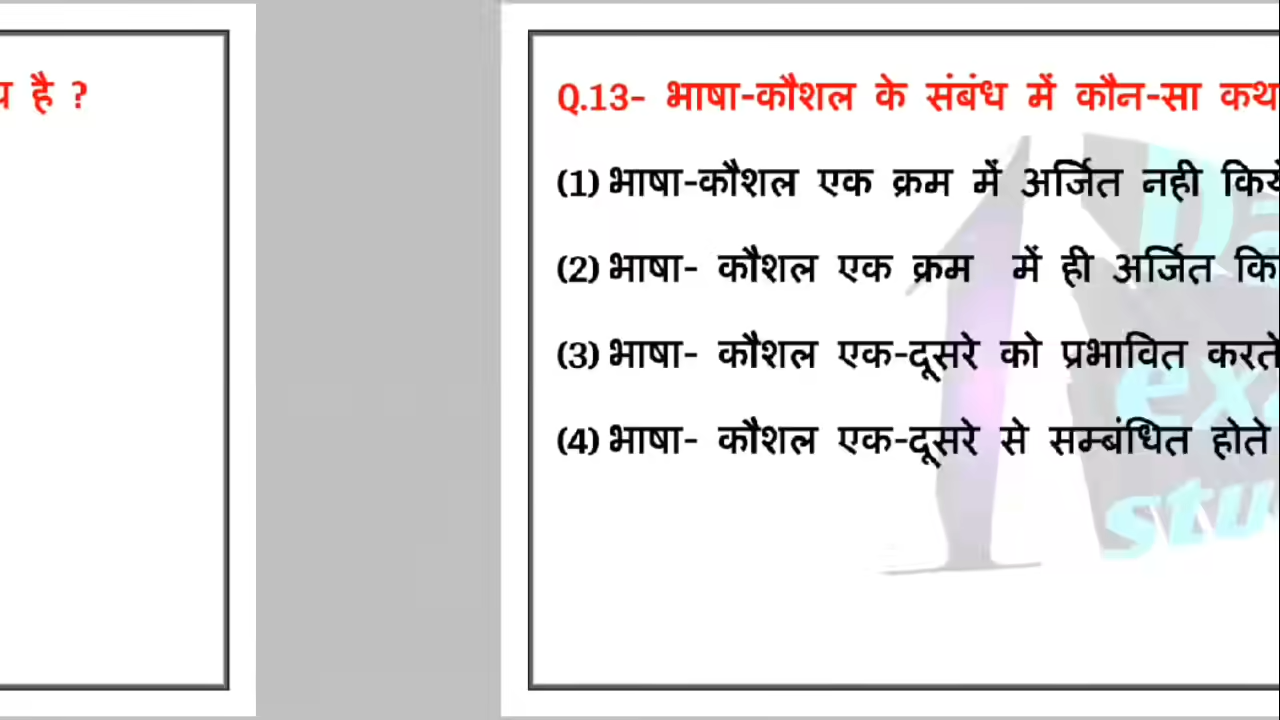 है ?
Q.13- भाषा-कौशल के संबंध में कौन-सा
(1) भाषा-कौशल एक क्रम में अर्जित नही
(2) भाषा- कौशल एक क्रम में ही अर्जित
(3) भाषा- कौशल एक-दूसरे को प्रभावित करते
(4) भाषा- कौशल एक-दूसरे से सम्बंधित होते